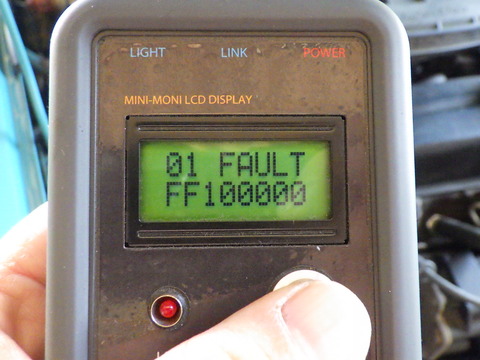 LIGHT LINK POWER
MINI-MONI LCD DISPLAY
01 FAULT
FF100000